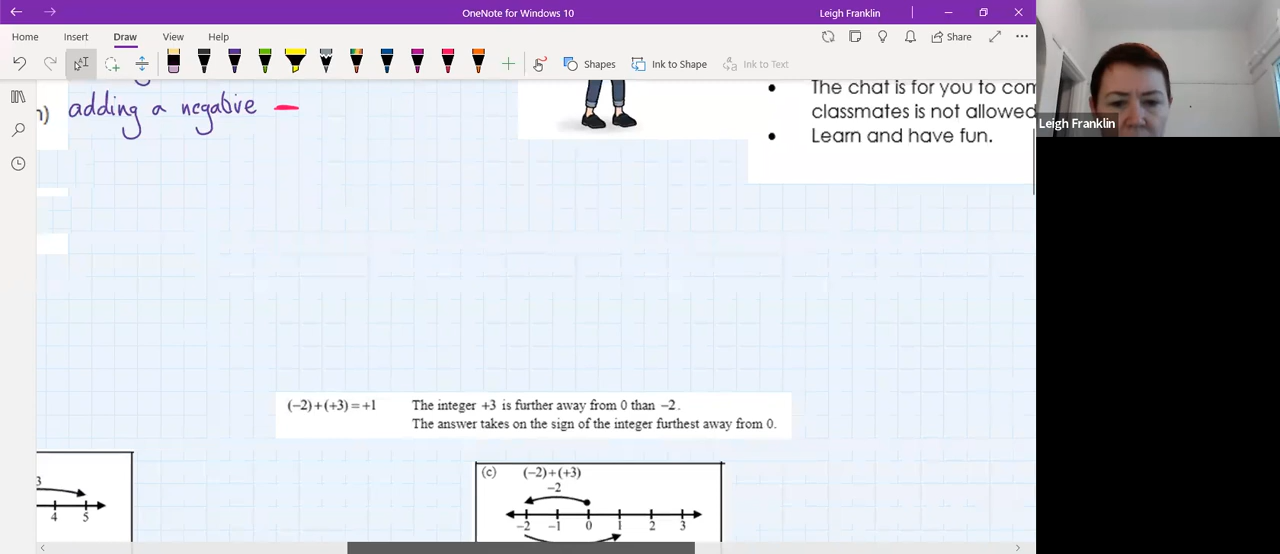 OneNote for Windows 10
Leigh Franklin
Home Insert Draw View Help
Share
Shapes
Ink to Shape
Ink to Text
adding a negative −
• The chat is for you to com
classmates is not allowed
• Learn and have fun.
Leigh Franklin
(−2)+(+3)=+1 The integer +3 is further away from 0 than −2.
The answer takes on the sign of the integer furthest away from 0.
3
4 5
(c) (−2)+(+3)
−2
−2 −1 0 1 2 3